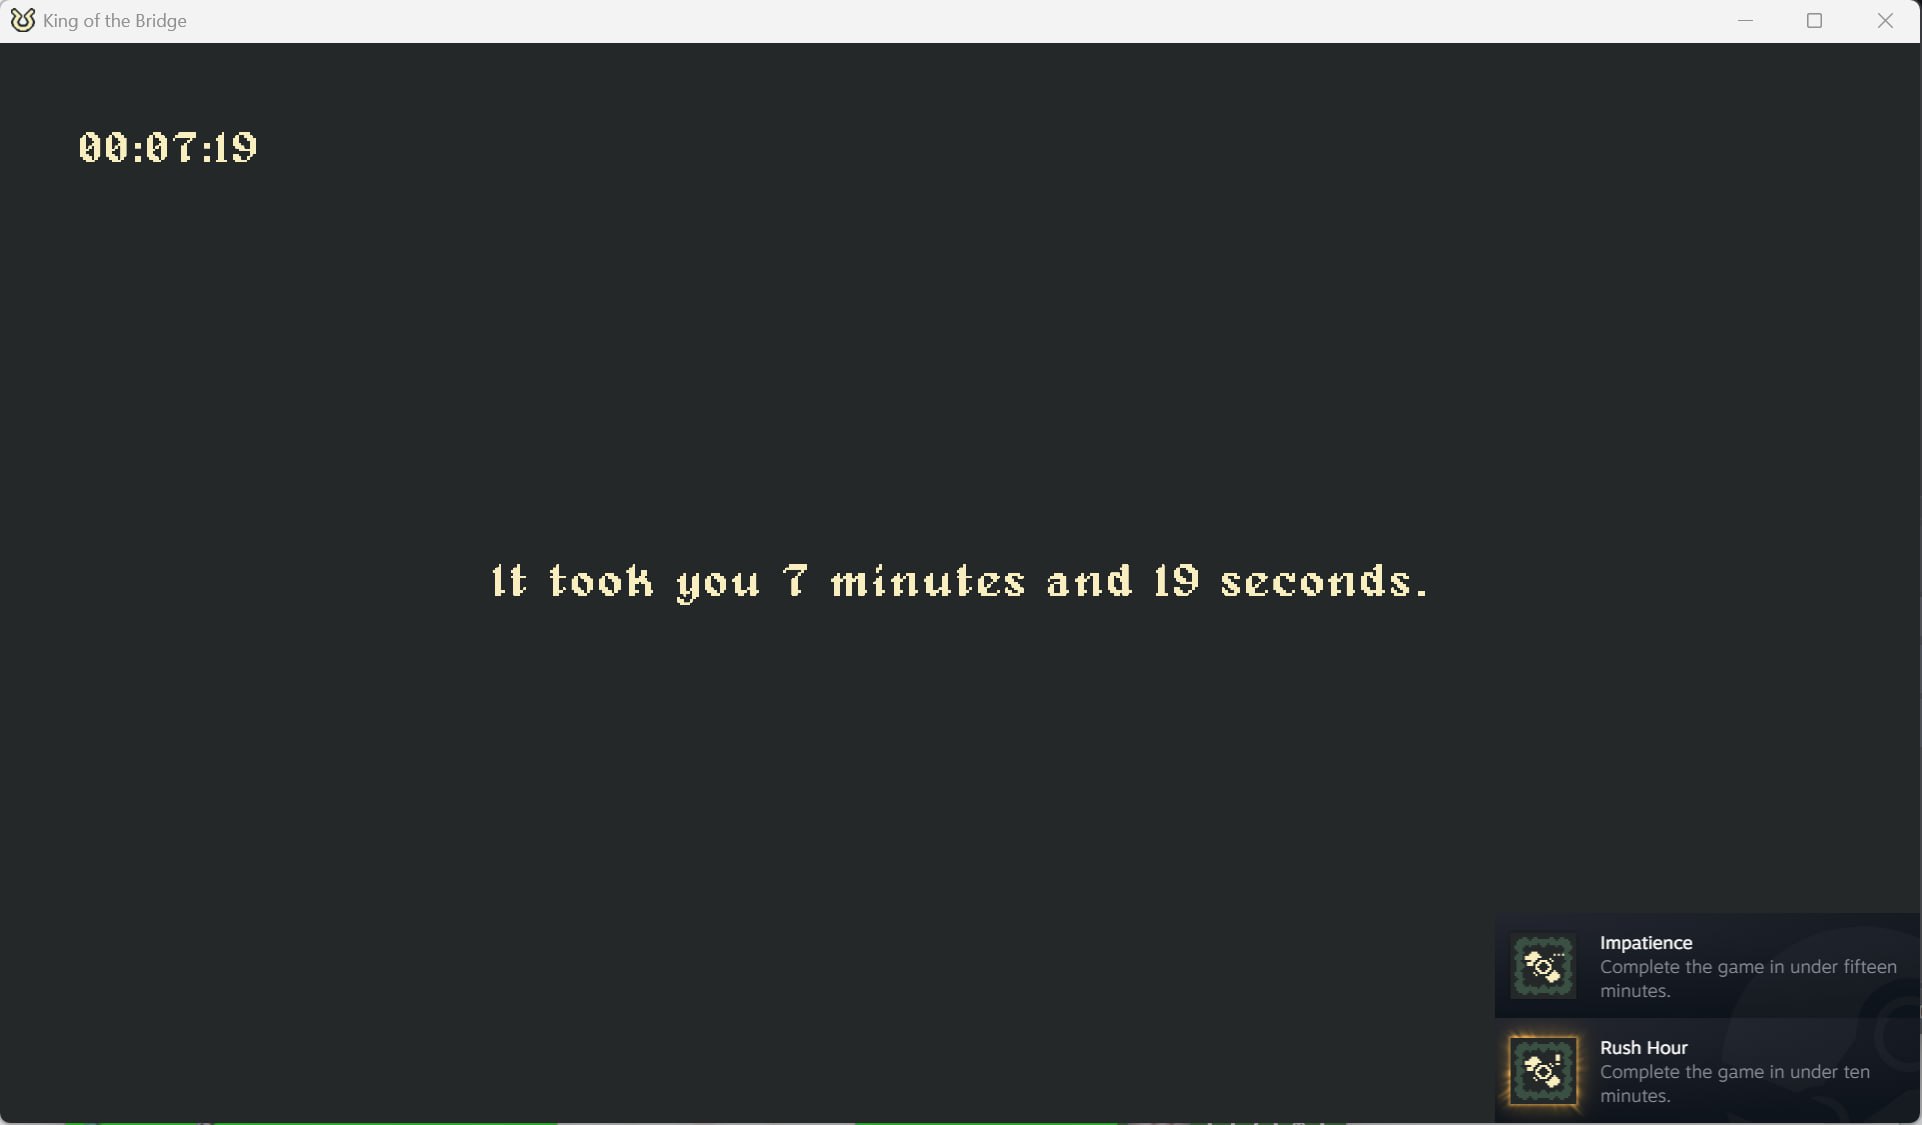 King of the Bridge
00:07:19
It took you 7 minutes and 19 seconds.
Impatience
Complete the game in under fifteen
minutes.
Rush Hour
Complete the game in under ten
minutes.